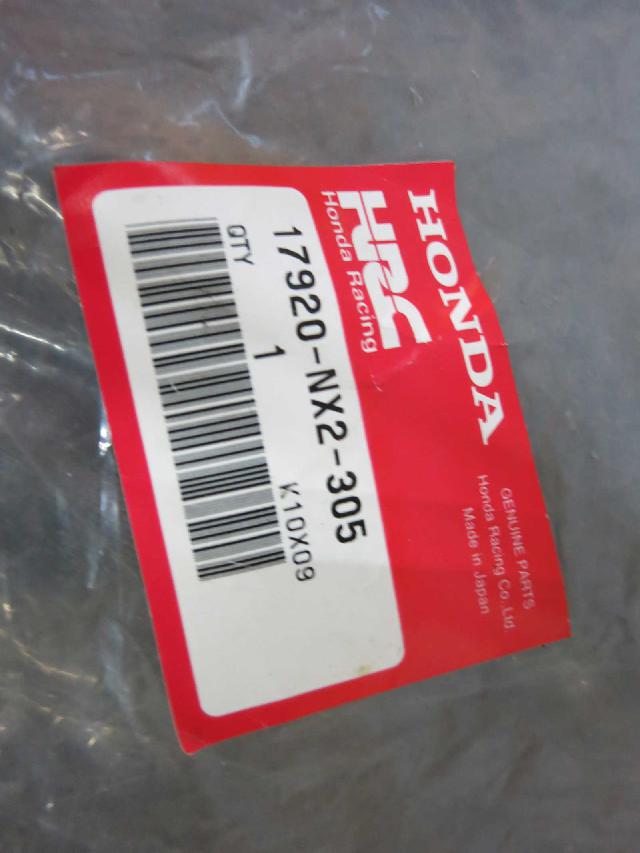 HONDA
HRC
Honda Racing
GENUINE PARTS
Honda Racing Co.,Ltd.
Made in Japan
17920-NX2-305
QTY 1
K10X09